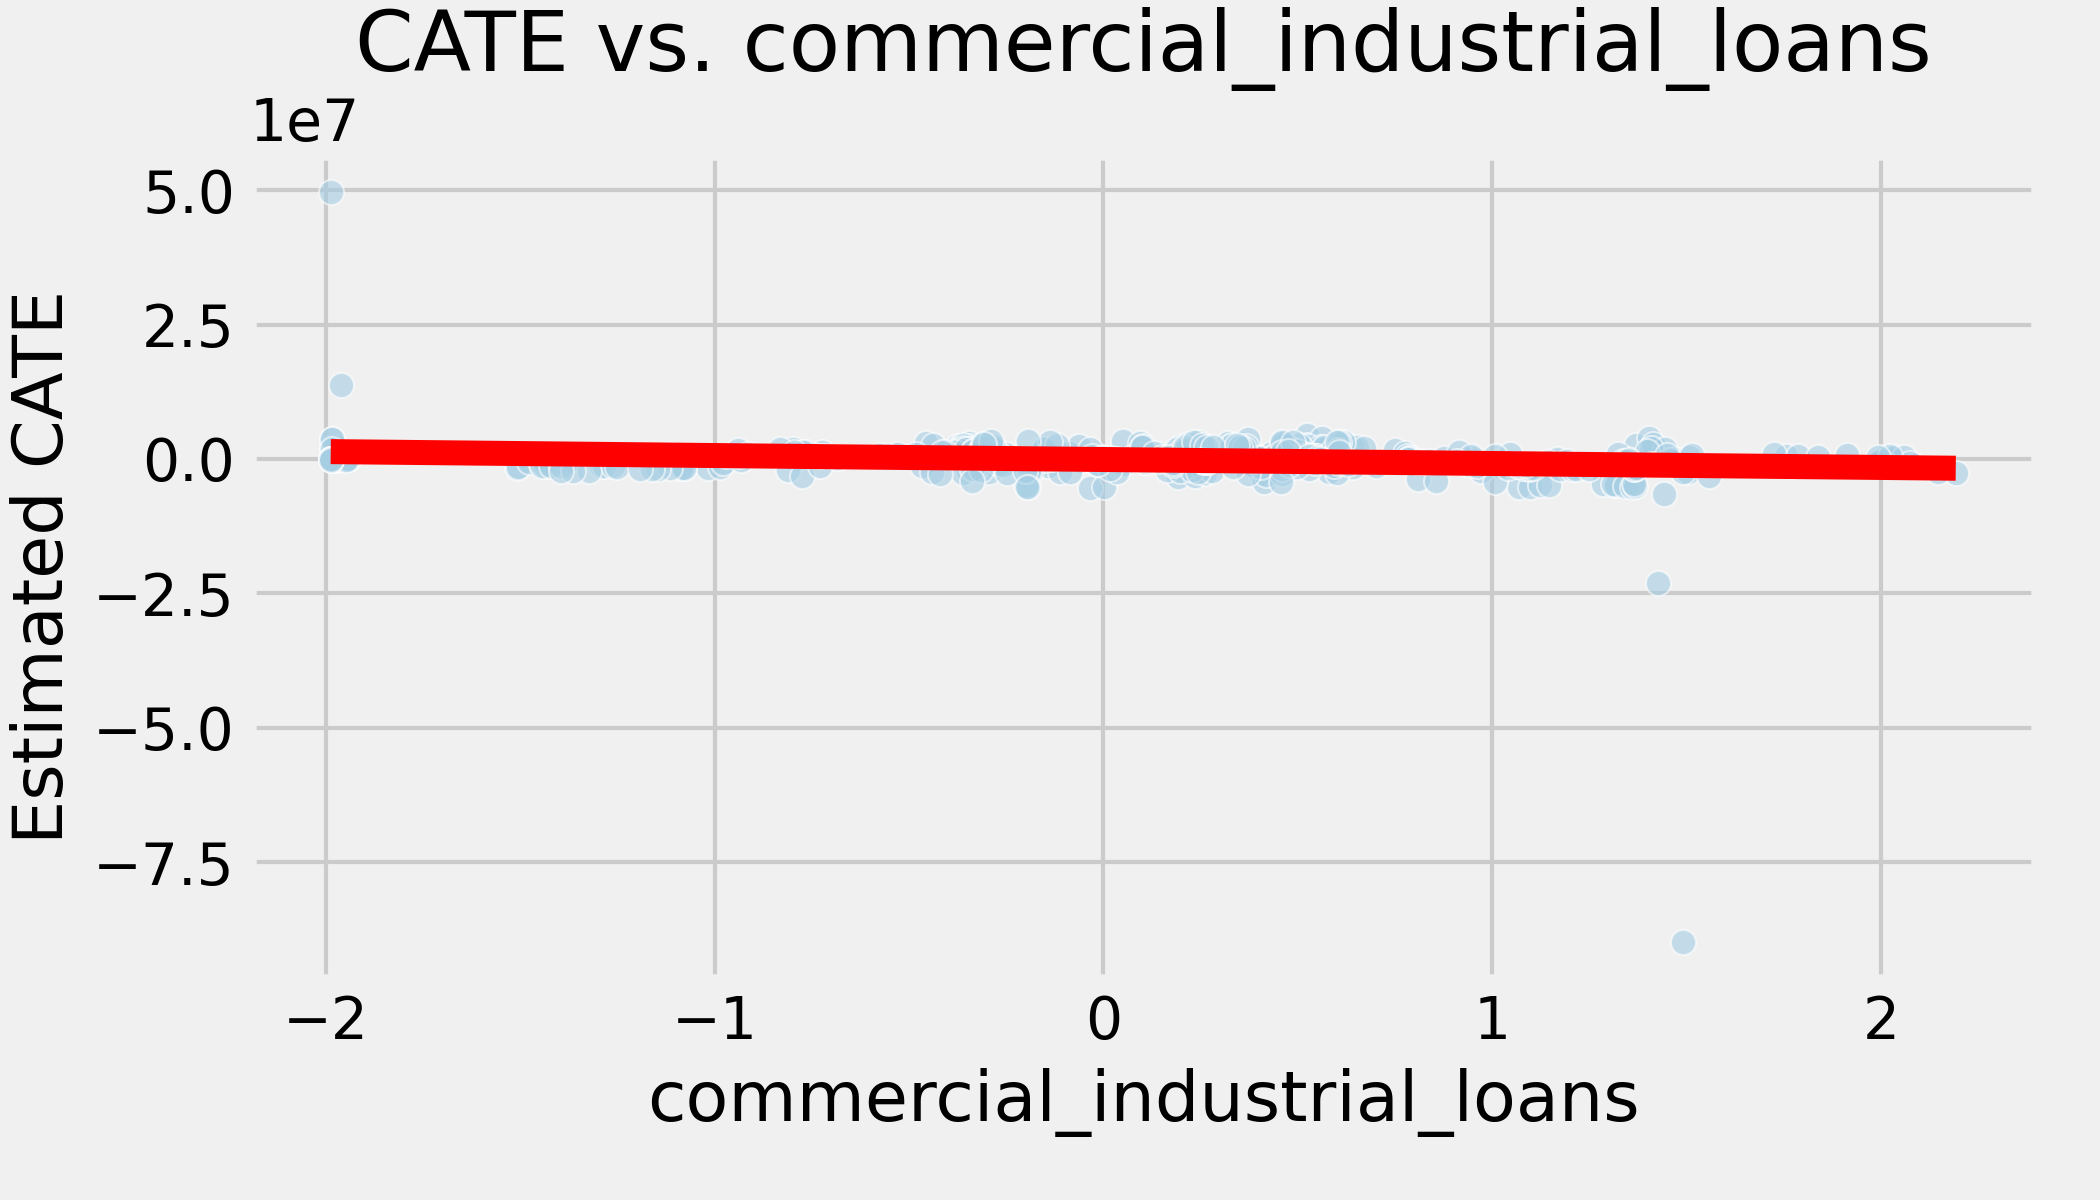 CATE vs. commercial_industrial_loans
1e7
5.0
2.5
0.0
−2.5
−5.0
−7.5
Estimated CATE
−2 −1 0 1 2
commercial_industrial_loans